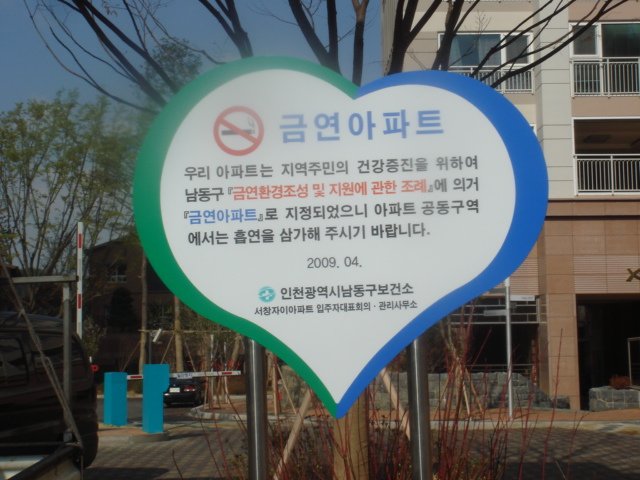 금연아파트
우리 아파트는 지역주민의 건강증진을 위하여
남동구 『금연환경조성 및 지원에 관한 조례』에 의거
『금연아파트』로 지정되었으니 아파트 공동구역
에서는 흡연을 삼가해 주시기 바랍니다.
2009. 04.
인천광역시남동구보건소
서창자이아파트 입주자대표회의 · 관리사무소